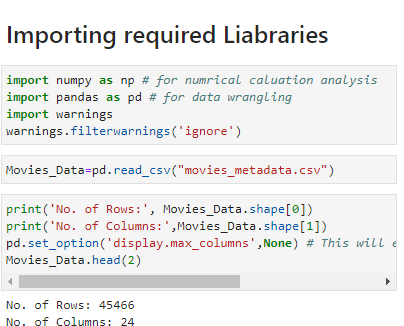 Importing required Liabraries
import numpy as np # for numrical caluation analysis
import pandas as pd # for data wrangling
import warnings
warnings.filterwarnings('ignore')
Movies_Data=pd.read_csv("movies_metadata.csv")
print('No. of Rows:', Movies_Data.shape[0])
print('No. of Columns:',Movies_Data.shape[1])
pd.set_option('display.max_columns',None) # This will
Movies_Data.head(2)
No. of Rows: 45466
No. of Columns: 24